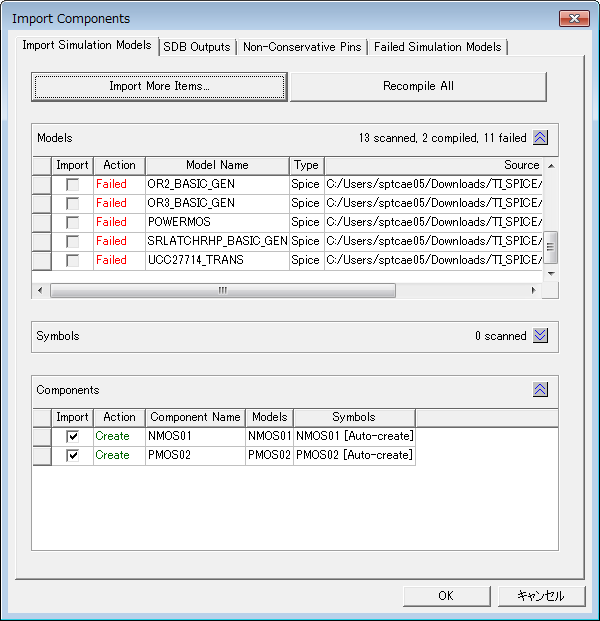 Import Components
Import Simulation Models SDB Outputs Non-Conservative Pins Failed Simulation Models
Import More Items... Recompile All
Models 13 scanned, 2 compiled, 11 failed
Import Action Model Name Type Source
Failed OR2_BASIC_GEN Spice C:/Users/sptcae05/Downloads/TI_SPICE/
Failed OR3_BASIC_GEN Spice C:/Users/sptcae05/Downloads/TI_SPICE/
Failed POWERMOS Spice C:/Users/sptcae05/Downloads/TI_SPICE/
Failed SRLATCHRHP_BASIC_GEN Spice C:/Users/sptcae05/Downloads/TI_SPICE/
Failed UCC27714_TRANS Spice C:/Users/sptcae05/Downloads/TI_SPICE/
Symbols 0 scanned
Components
Import Action Component Name Models Symbols
Create NMOS01 NMOS01 NMOS01 [Auto-create]
Create PMOS02 PMOS02 PMOS02 [Auto-create]
OK キャンセル